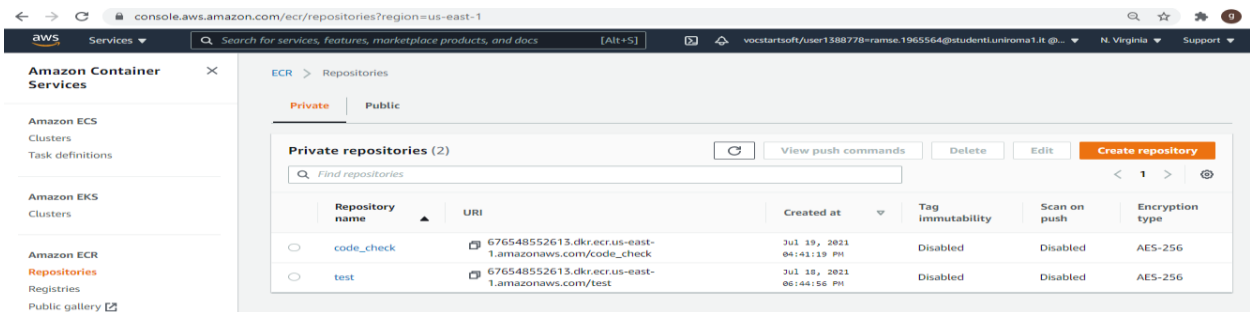 console.aws.amazon.com/ecr/repositories?region=us-east-1
g
aws Services ▼ Search for services, features, marketplace products, and docs [Alt+S] vocstartsoft/user1388778=ramse.1965564@studenti.uniroma1.it @... ▼ N. Virginia ▼ Support ▼
Amazon Container
Services
Amazon ECS
Clusters
Task definitions
Amazon EKS
Clusters
Amazon ECR
Repositories
Registries
Public gallery
ECR > Repositories
Private Public
Private repositories (2) View push commands Delete Edit Create repository
Find repositories < 1 >
Repository name URI Created at Tag immutability Scan on push Encryption type
code_check 676548552613.dkr.ecr.us-east-1.amazonaws.com/code_check Jul 19, 2021 04:41:19 PM Disabled Disabled AES-256
test 676548552613.dkr.ecr.us-east-1.amazonaws.com/test Jul 18, 2021 06:44:56 PM Disabled Disabled AES-256